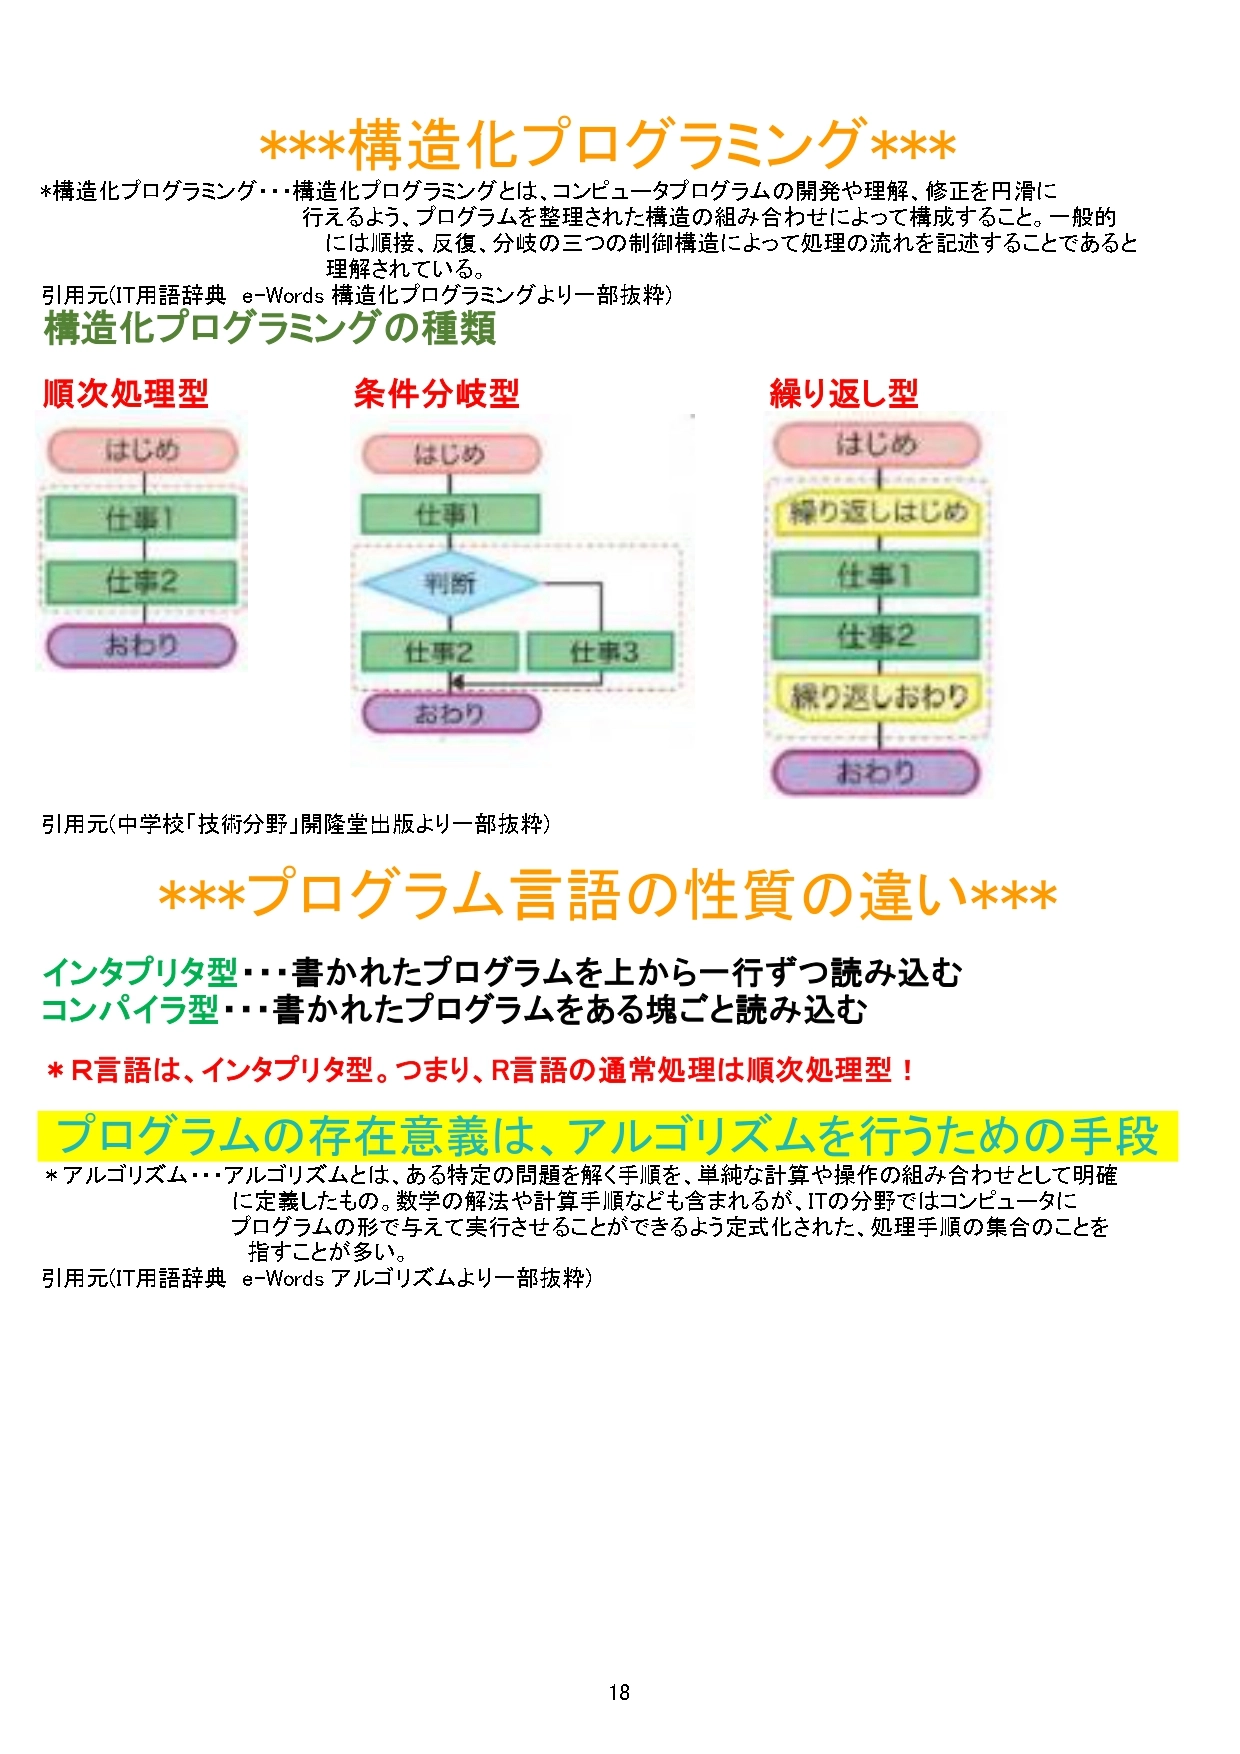 ***構造化プログラミング***
*構造化プログラミング・・・構造化プログラミングとは、コンピュータプログラムの開発や理解、修正を円滑に
行えるよう、プログラムを整理された構造の組み合わせによって構成すること。一般的
には順接、反復、分岐の三つの制御構造によって処理の流れを記述することであると
理解されている。
引用元(IT用語辞典 e-Words 構造化プログラミングより一部抜粋)
構造化プログラミングの種類
順次処理型
はじめ
仕事1
仕事2
おわり
条件分岐型
はじめ
仕事1
判断
仕事2 仕事3
おわり
繰り返し型
はじめ
繰り返しはじめ
仕事1
仕事2
繰り返しおわり
おわり
引用元(中学校「技術分野」開隆堂出版より一部抜粋)
***プログラム言語の性質の違い***
インタプリタ型・・・書かれたプログラムを上から一行ずつ読み込む
コンパイラ型・・・書かれたプログラムをある塊ごと読み込む
*R言語は、インタプリタ型。つまり、R言語の通常処理は順次処理型！
プログラムの存在意義は、アルゴリズムを行うための手段
*アルゴリズム・・・アルゴリズムとは、ある特定の問題を解く手順を、単純な計算や操作の組み合わせとして明確
に定義したもの。数学の解法や計算手順なども含まれるが、ITの分野ではコンピュータに
プログラムの形で与えて実行させることができるよう定式化された、処理手順の集合のことを
指すことが多い。
引用元(IT用語辞典 e-Words アルゴリズムより一部抜粋)
18